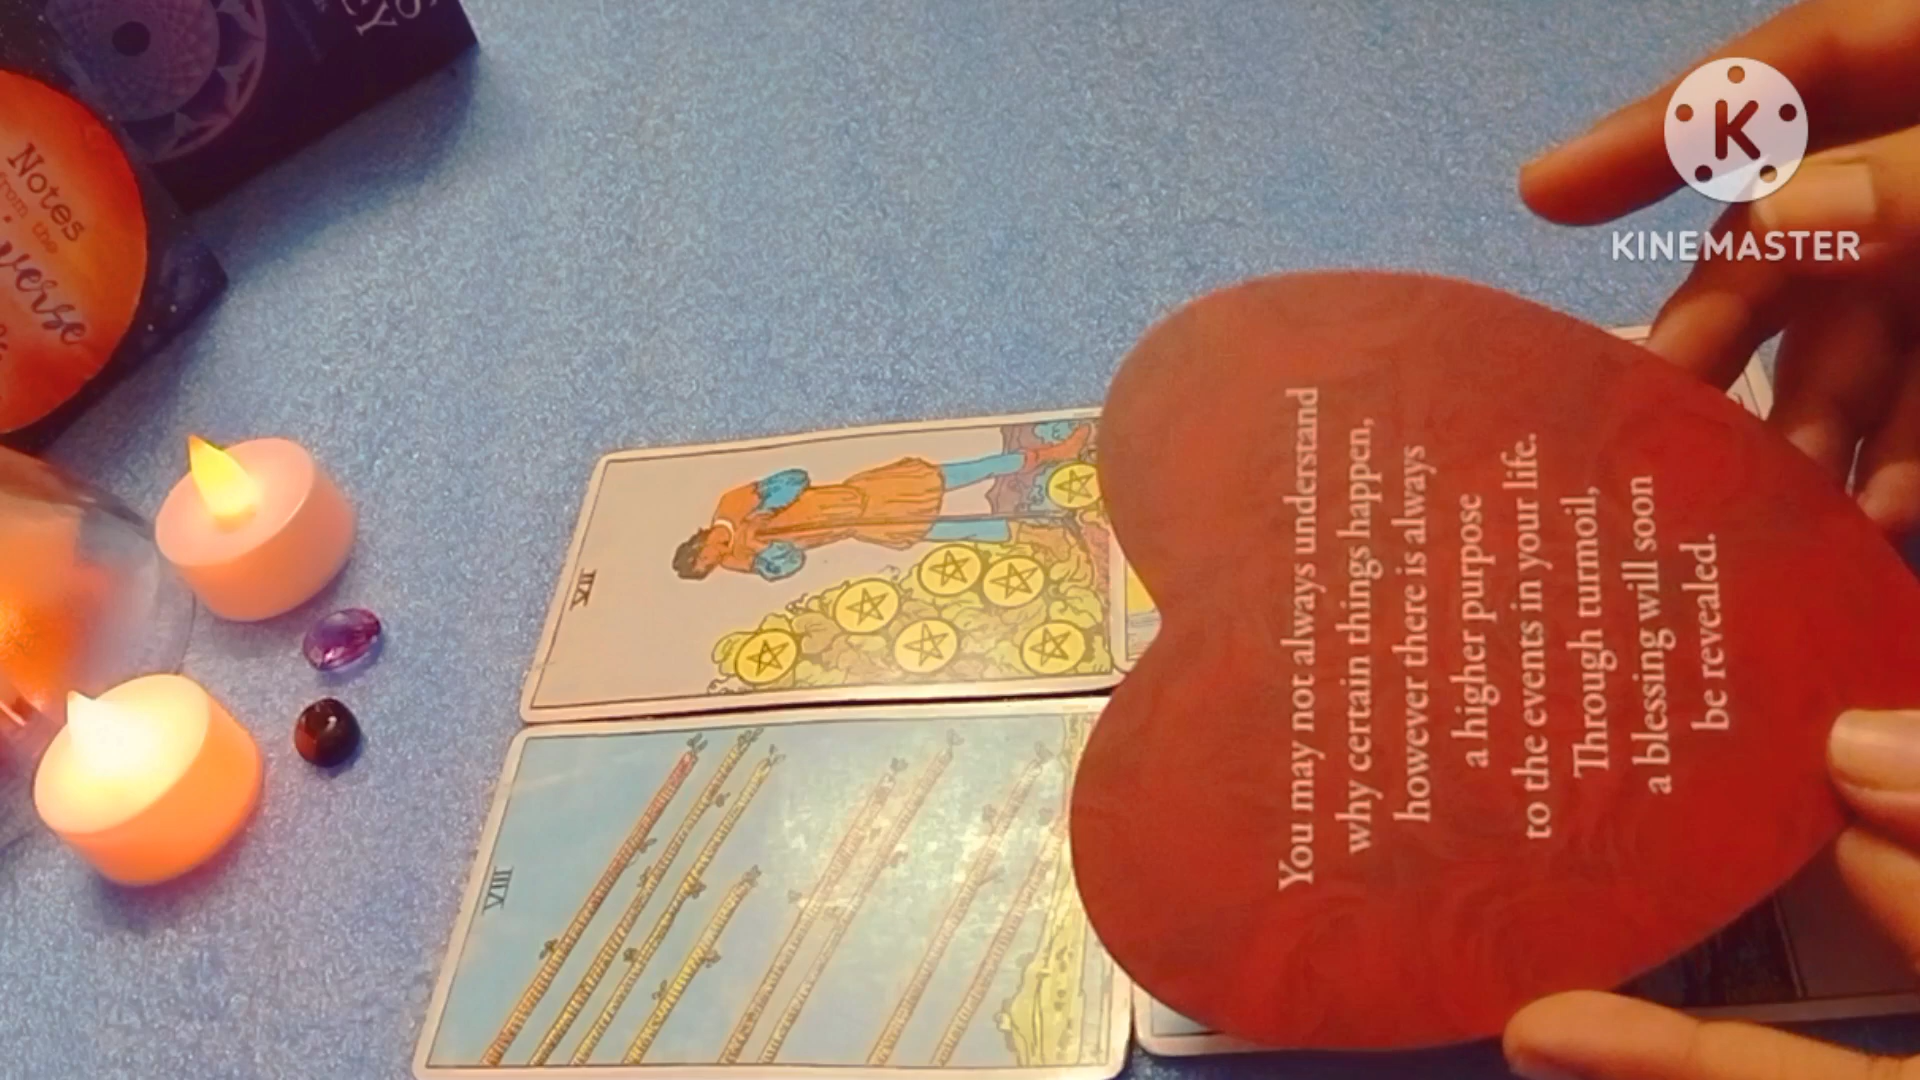 You may not always understand
why certain things happen,
however there is always
a higher purpose
to the events in your life.
Through turmoil,
a blessing will soon
be revealed.
VII
VIII
Notes
from the
K
KINEMASTER